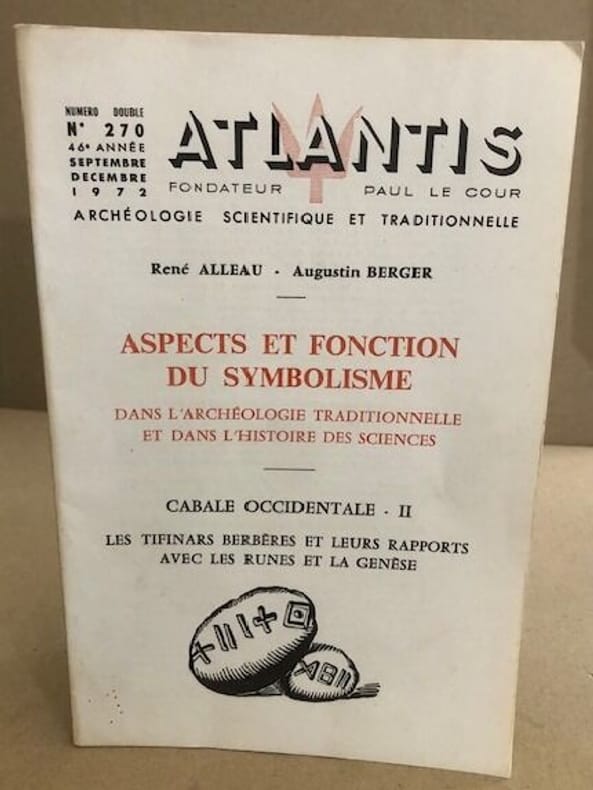 NUMERO DOUBLE
N° 270
46e ANNÉE
SEPTEMBRE
DECEMBRE
1972
ATLANTIS
FONDATEUR PAUL LE COUR
ARCHÉOLOGIE SCIENTIFIQUE ET TRADITIONNELLE
René ALLEAU - Augustin BERGER
ASPECTS ET FONCTION
DU SYMBOLISME
DANS L'ARCHÉOLOGIE TRADITIONNELLE
ET DANS L'HISTOIRE DES SCIENCES
CABALE OCCIDENTALE - II
LES TIFINARS BERBÈRES ET LEURS RAPPORTS
AVEC LES RUNES ET LA GENÈSE